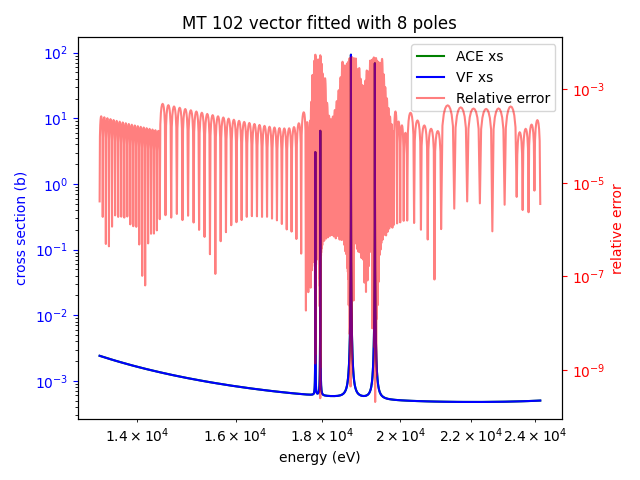 MT 102 vector fitted with 8 poles
ACE xs
VF xs
Relative error
cross section (b)
10²
10¹
10⁰
10⁻¹
10⁻²
10⁻³
10⁻³
10⁻⁵
10⁻⁷
10⁻⁹
relative error
1.4 × 10⁴
1.6 × 10⁴
1.8 × 10⁴
2 × 10⁴
2.2 × 10⁴
2.4 × 10⁴
energy (eV)